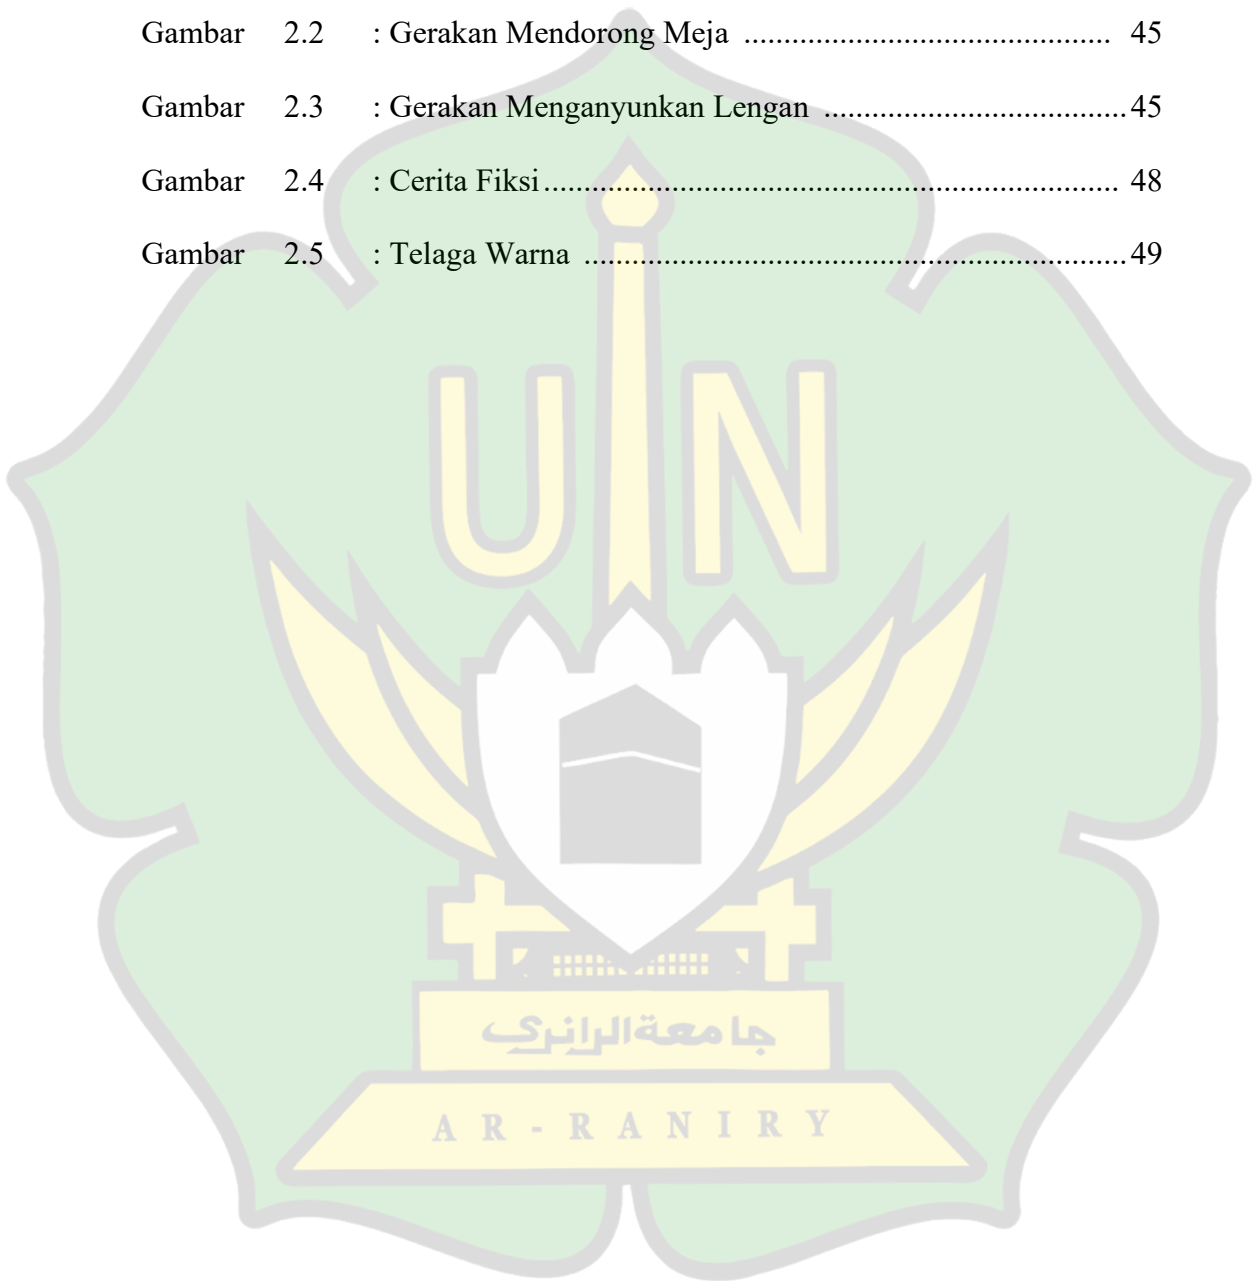 Gambar 2.2 : Gerakan Mendorong Meja .............................................. 45
Gambar 2.3 : Gerakan Menganyunkan Lengan ...................................... 45
Gambar 2.4 : Cerita Fiksi........................................................................ 48
Gambar 2.5 : Telaga Warna .................................................................... 49
UIN
جامعةالرانري
AR-RANIRY